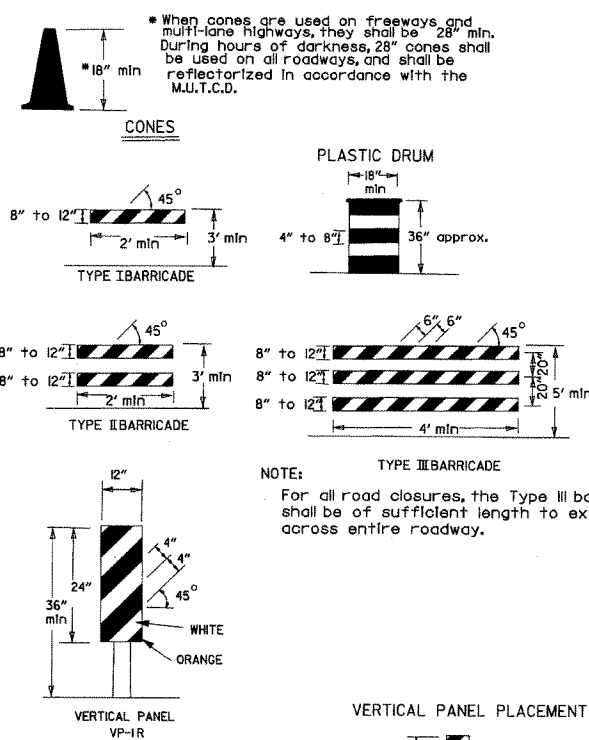 * When cones are used on freeways and
multi-lane highways, they shall be 28" min.
During hours of darkness, 28" cones shall
be used on all roadways, and shall be
reflectorized in accordance with the
M.U.T.C.D.
*18" min
CONES
PLASTIC DRUM
18"
min
4" to 8"
36" approx.
45°
8" to 12"
2' min
3' min
TYPE I BARRICADE
45°
8" to 12"
8" to 12"
2' min
3' min
TYPE II BARRICADE
6" 6"
45°
8" to 12"
8" to 12"
8" to 12"
20" 20"
5' min
4' min
TYPE III BARRICADE
NOTE:
For all road closures, the Type III
shall be of sufficient length to
across entire roadway.
12"
4"
4"
45°
24"
36"
min
WHITE
ORANGE
VERTICAL PANEL
VP-1R
VERTICAL PANEL PLACEMENT